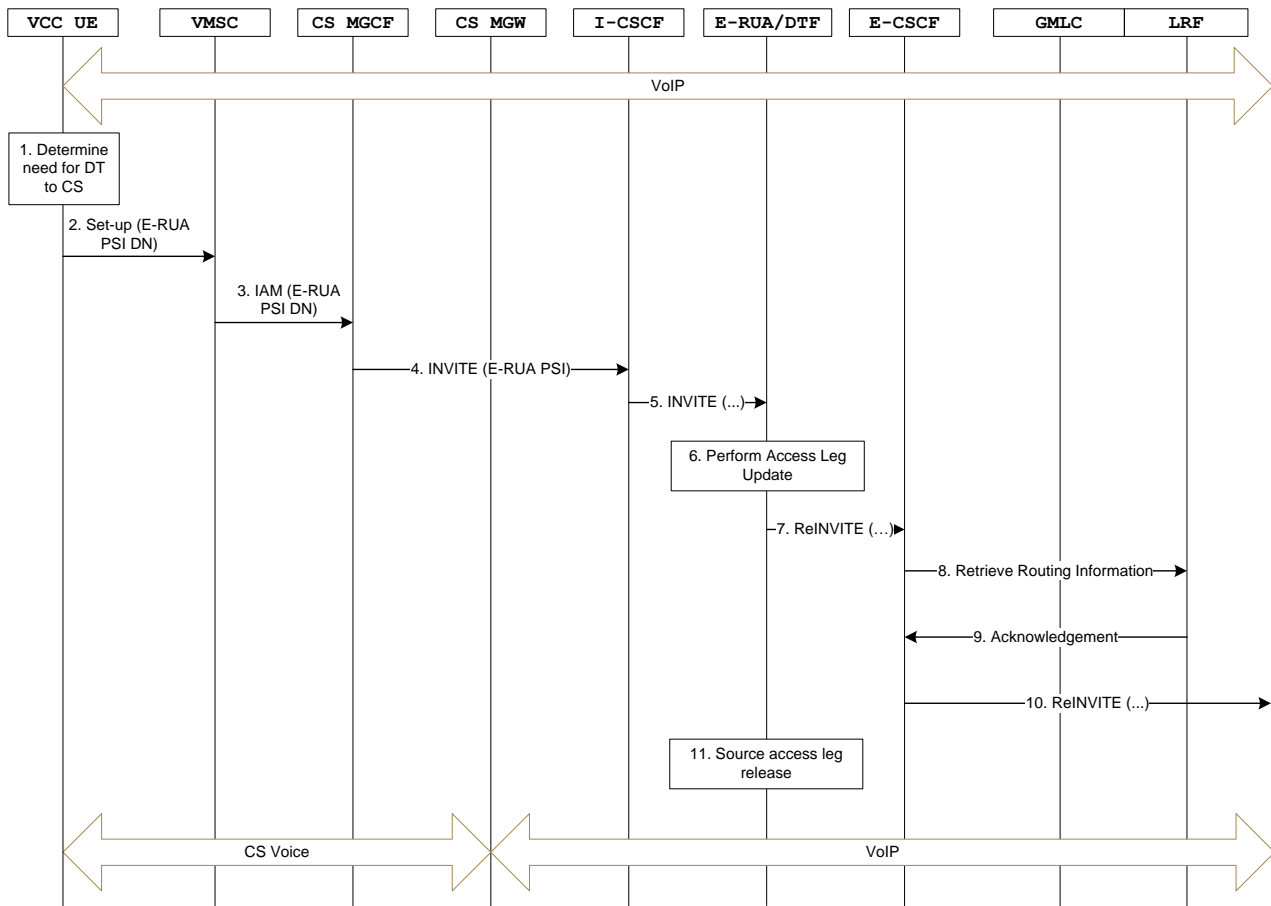 VCC UE
VMSC
CS MGCF
CS MGW
I-CSCF
E-RUA/DTF
E-CSCF
GMLC
LRF
VoIP
1. Determine
need for DT
to CS
2. Set-up (E-RUA
PSI DN)
3. IAM (E-RUA
PSI DN)
4. INVITE (E-RUA PSI)
5. INVITE (...)
6. Perform Access Leg
Update
7. ReINVITE (…)
8. Retrieve Routing Information
9. Acknowledgement
10. ReINVITE (...)
11. Source access leg
release
CS Voice
VoIP